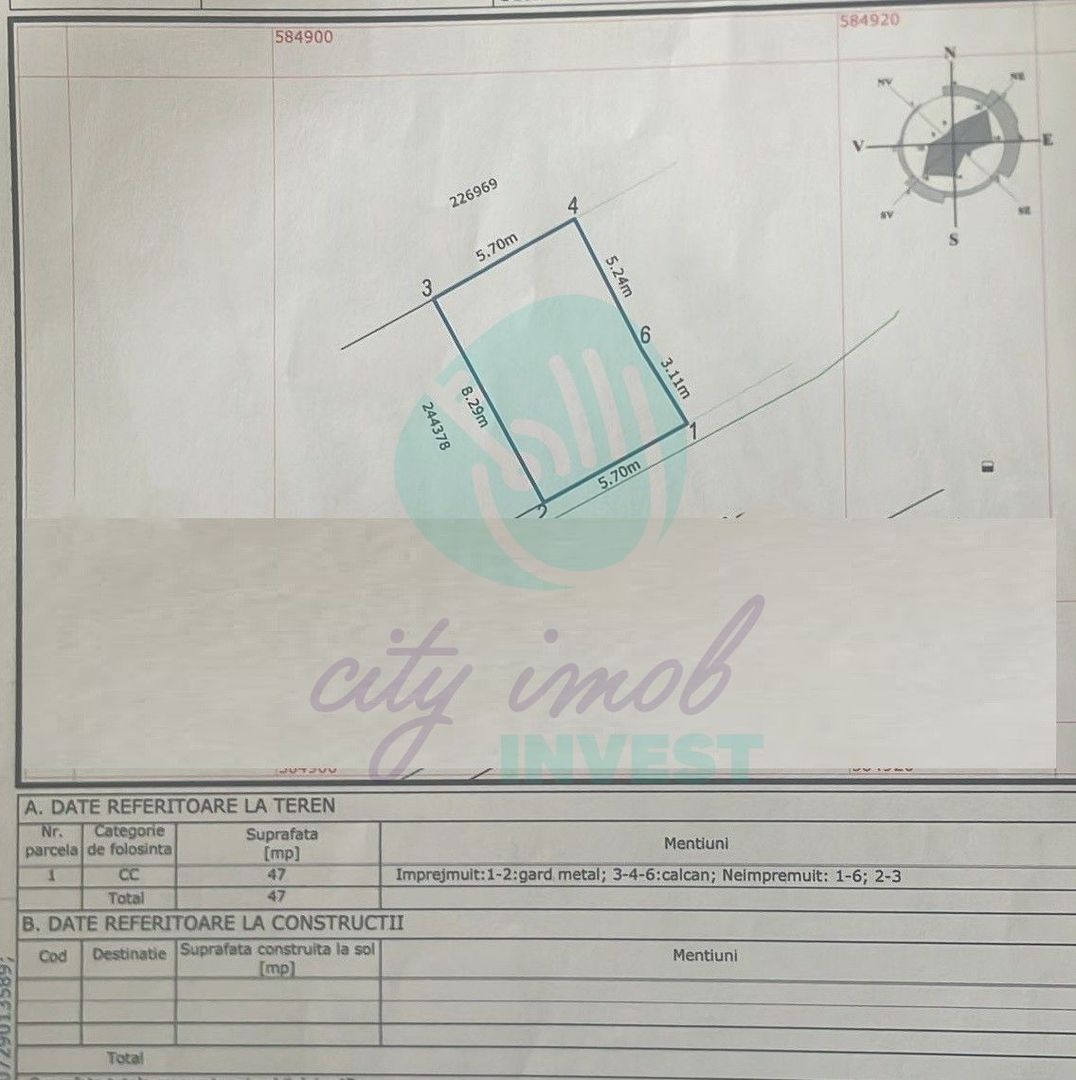 584900
584920
N
NV
NE
V
E
SV
SE
S
226969
4
5.70m
3
5.24m
6
3.11m
8.29m
244378
1
5.70m
2
city imob
INVEST
584900
584920
A. DATE REFERITOARE LA TEREN
Nr. parcela
Categorie de folosinta
Suprafata [mp]
Mentiuni
1 CC 47 Imprejmuit:1-2:gard metal; 3-4-6:calcan; Neimpremuit: 1-6; 2-3
Total 47
B. DATE REFERITOARE LA CONSTRUCTII
Cod
Destinatie
Suprafata construita la sol [mp]
Mentiuni
Total